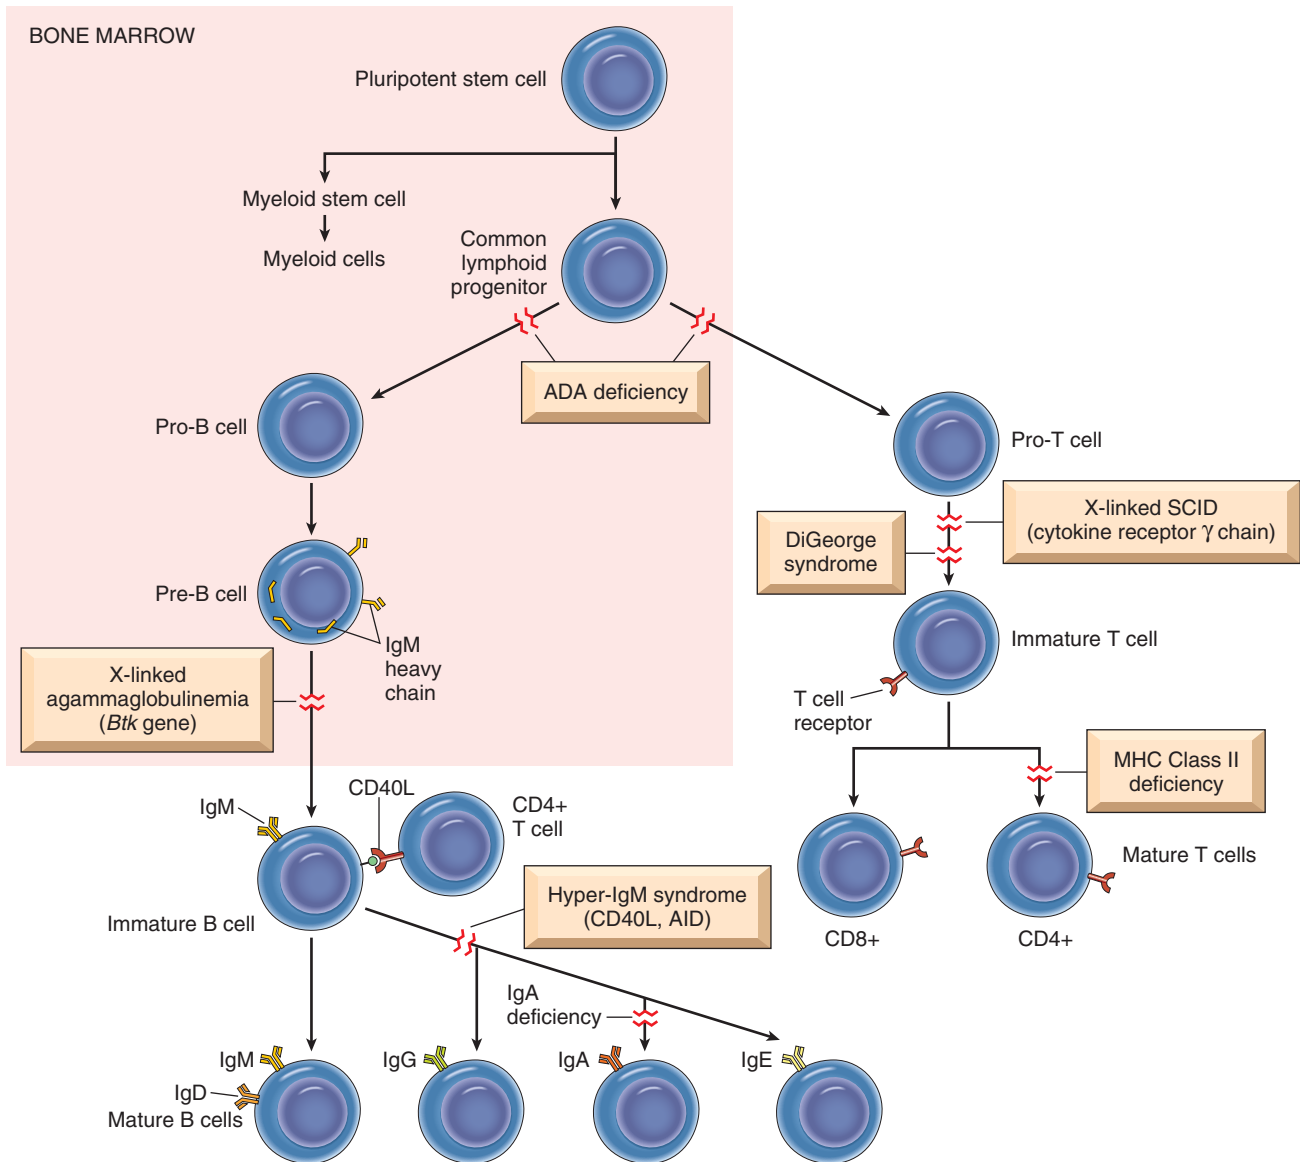 BONE MARROW
Pluripotent stem cell
Myeloid stem cell
Myeloid cells
Common
lymphoid
progenitor
ADA deficiency
Pro-B cell
Pro-T cell
X-linked SCID
(cytokine receptor γ chain)
DiGeorge
syndrome
Pre-B cell
IgM
heavy
chain
Immature T cell
T cell
receptor
X-linked
agammaglobulinemia
(Btk gene)
MHC Class II
deficiency
IgM
CD40L
CD4+
T cell
Mature T cells
Immature B cell
Hyper-IgM syndrome
(CD40L, AID)
CD8+
CD4+
IgA
deficiency
IgM
IgD
Mature B cells
IgG
IgA
IgE